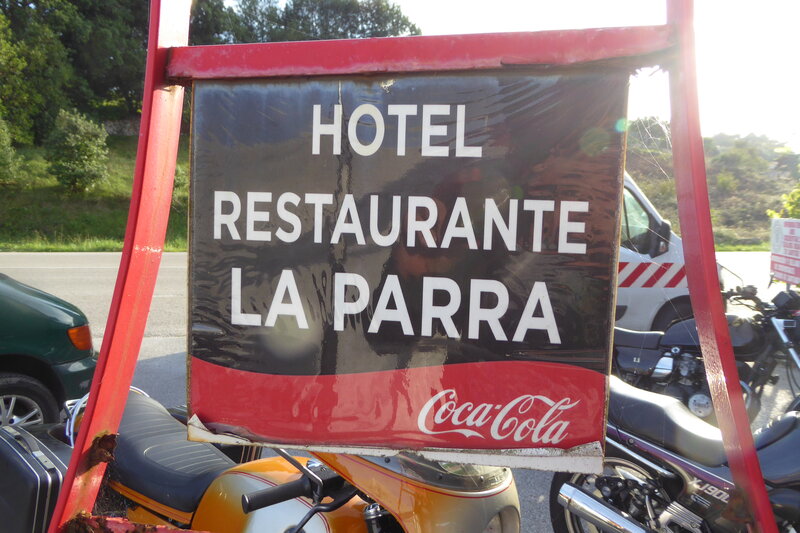 HOTEL
RESTAURANTE
LA PARRA
Coca-Cola